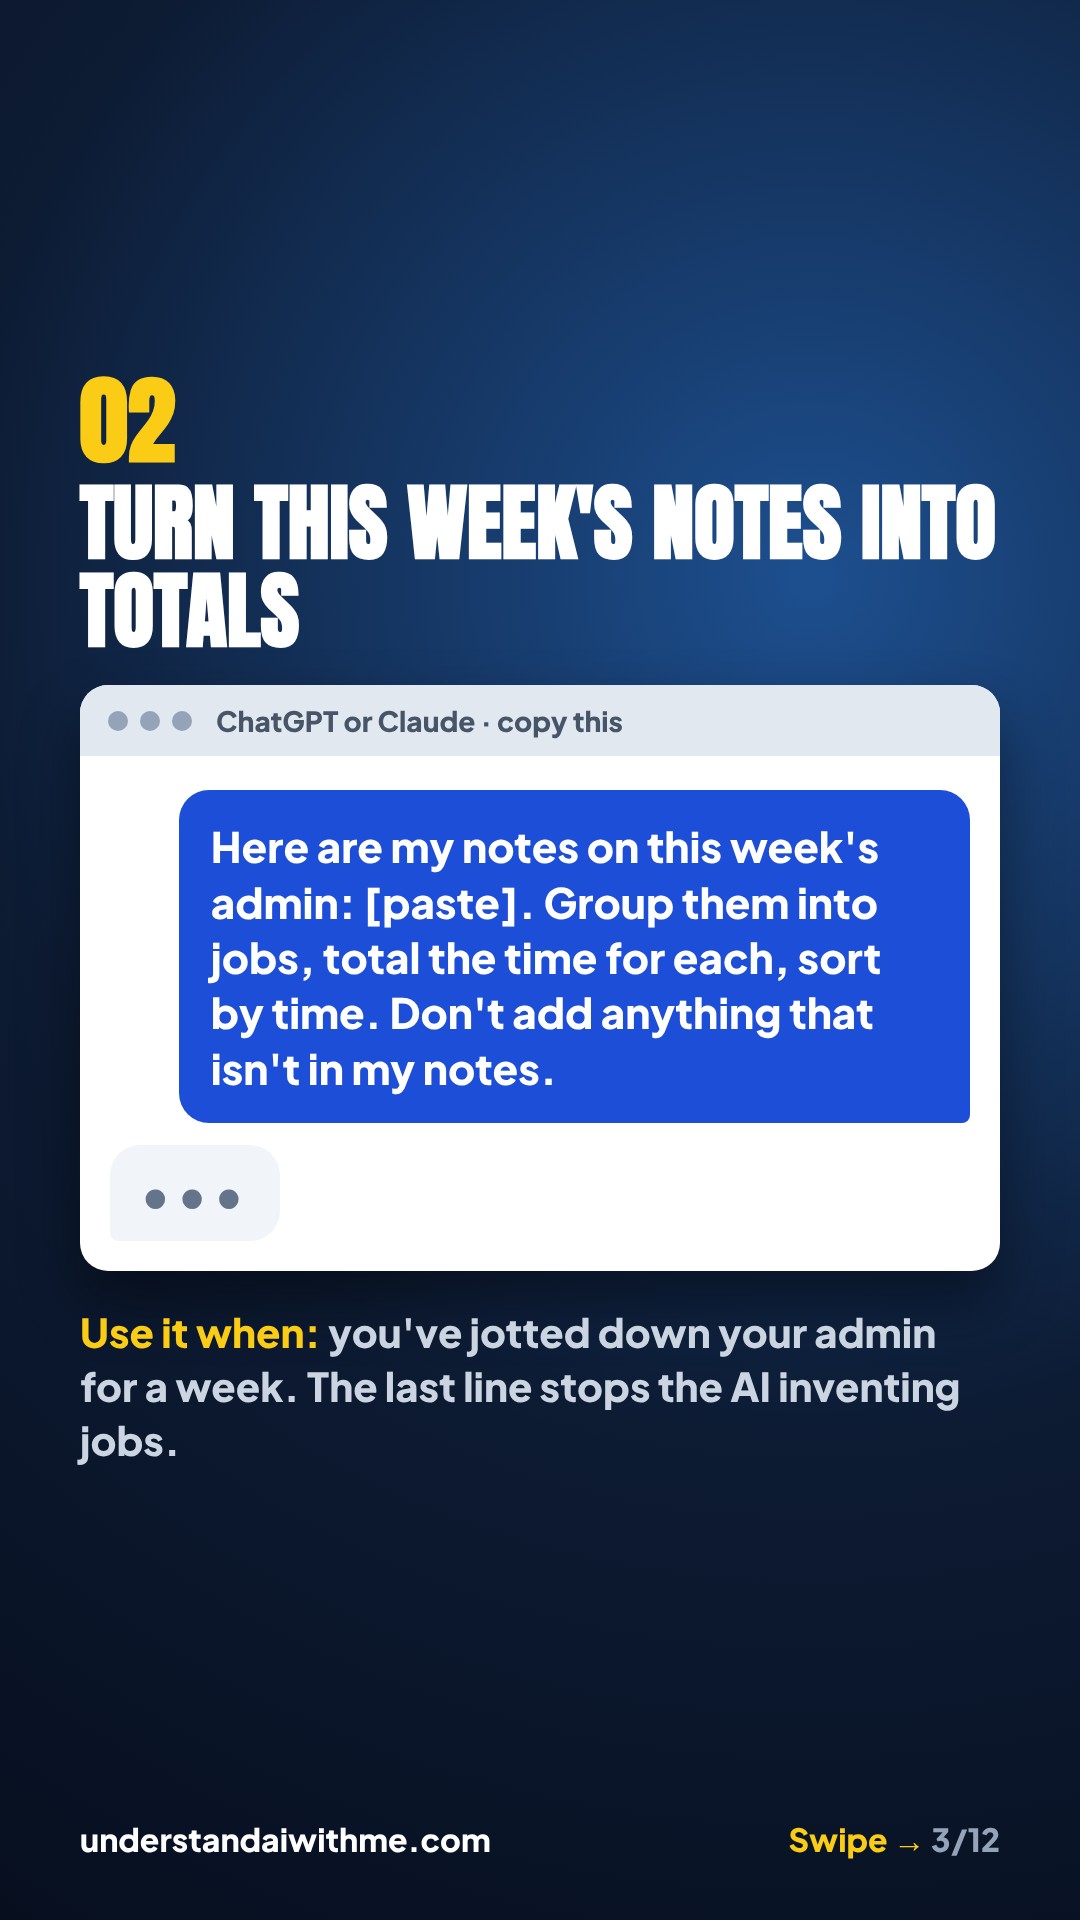 02
TURN THIS WEEK'S NOTES INTO
TOTALS
ChatGPT or Claude · copy this
Here are my notes on this week's
admin: [paste]. Group them into
jobs, total the time for each, sort
by time. Don't add anything that
isn't in my notes.
Use it when: you've jotted down your admin
for a week. The last line stops the AI inventing
jobs.
understandaiwithme.com
Swipe → 3/12